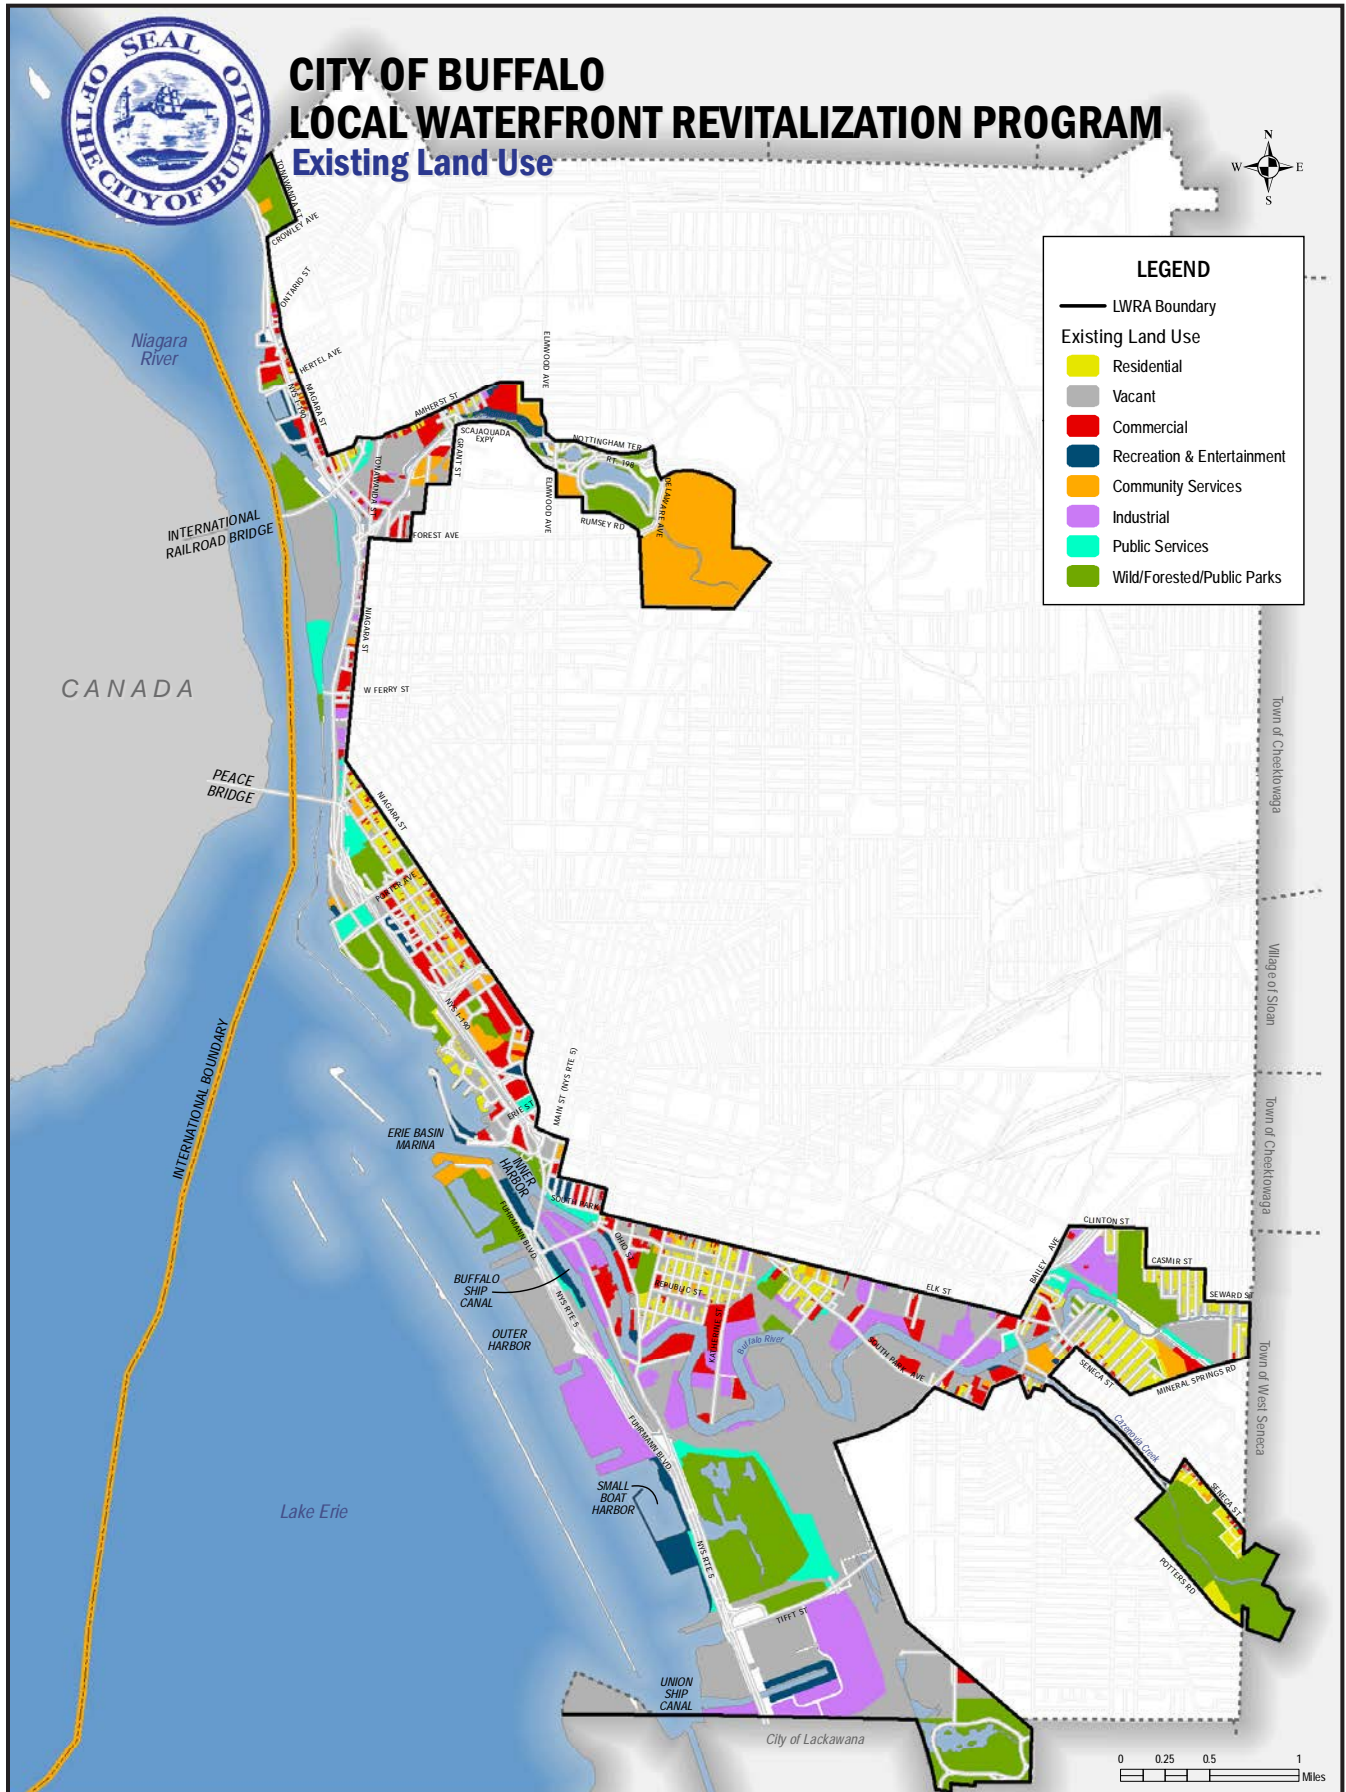 SEAL OF THE CITY OF BUFFALO
CITY OF BUFFALO
LOCAL WATERFRONT REVITALIZATION PROGRAM
Existing Land Use
N
W
E
S
LEGEND
LWRA Boundary
Existing Land Use
Residential
Vacant
Commercial
Recreation & Entertainment
Community Services
Industrial
Public Services
Wild/Forested/Public Parks
TONAWANDA ST
CROWLEY AVE
ONTARIO ST
Niagara
River
HERTEL AVE
NYS I-190
NIAGARA ST
AMHERST ST
ELMWOOD AVE
SCAJAQUADA
EXPY
GRANT ST
NOTTINGHAM TER
RT. 198
TONAWANDA ST
ELMWOOD AVE
DELAWARE AVE
RUMSEY RD
FOREST AVE
INTERNATIONAL
RAILROAD BRIDGE
NIAGARA ST
CANADA
W FERRY ST
Town of Cheektowaga
PEACE
BRIDGE
NIAGARA ST
PORTER AVE
Village of Sloan
NYS I-190
INTERNATIONAL BOUNDARY
MAIN ST (NYS RTE 5)
ERIE ST
Town of Cheektowaga
ERIE BASIN
MARINA
INNER
HARBOR
SOUTH PARK
FUHRMANN BLVD.
OHIO ST
CLINTON ST
BAILEY AVE
CASMIR ST
SEWARD ST
ELK ST
REPUBLIC ST
BUFFALO
SHIP
CANAL
NYS RTE 5
KATHERINE ST
Buffalo River
OUTER
HARBOR
SOUTH PARK AVE
SENECA ST
MINERAL SPRINGS RD
Town of West Seneca
FUHRMANN BLVD
Cazenovia Creek
SMALL
BOAT
HARBOR
SENECA ST
Lake Erie
NYS RTE 5
POTTERS RD
TIFFT ST
UNION
SHIP
CANAL
City of Lackawana
0 0.25 0.5 1
Miles